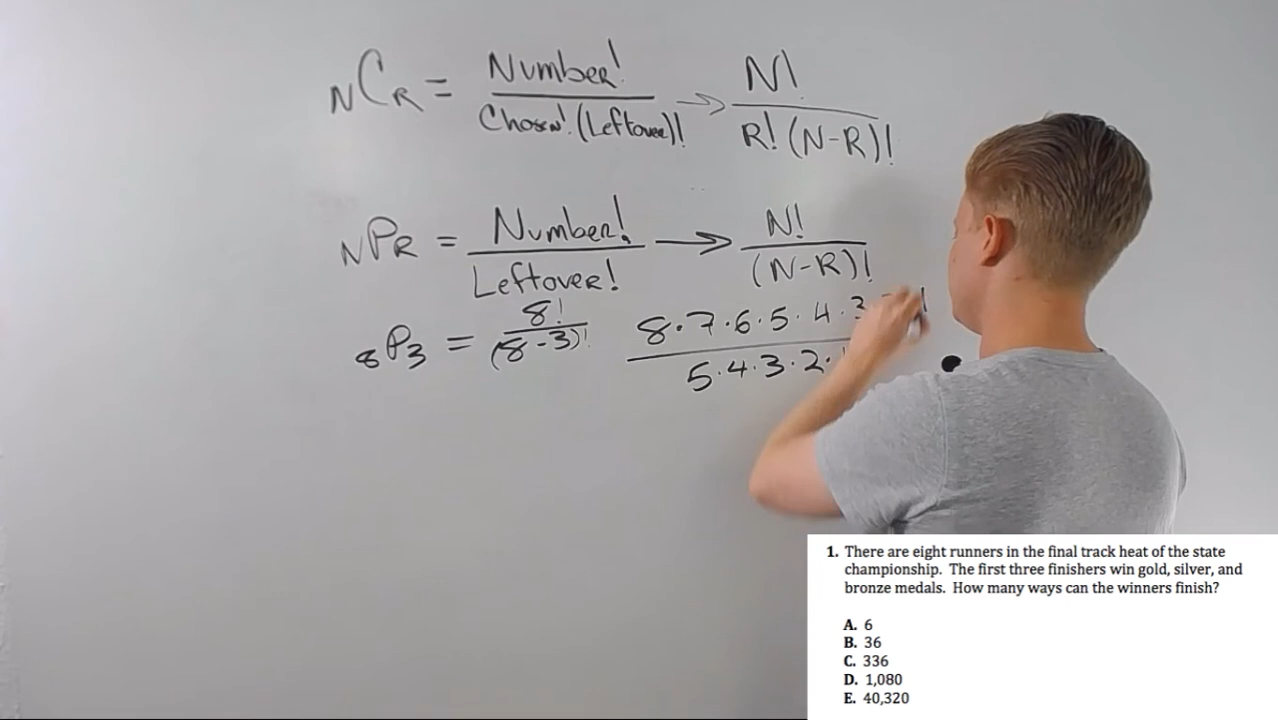 NCR = Number! / Chosen! (Leftover)! → N! / R! (N-R)!
NPR = Number! / Leftover! → N! / (N-R)!
8P3 = 8! / (8-3)! 8·7·6·5·4·3 / 5·4·3·2·
1. There are eight runners in the final track heat of the state
championship. The first three finishers win gold, silver, and
bronze medals. How many ways can the winners finish?
A. 6
B. 36
C. 336
D. 1,080
E. 40,320